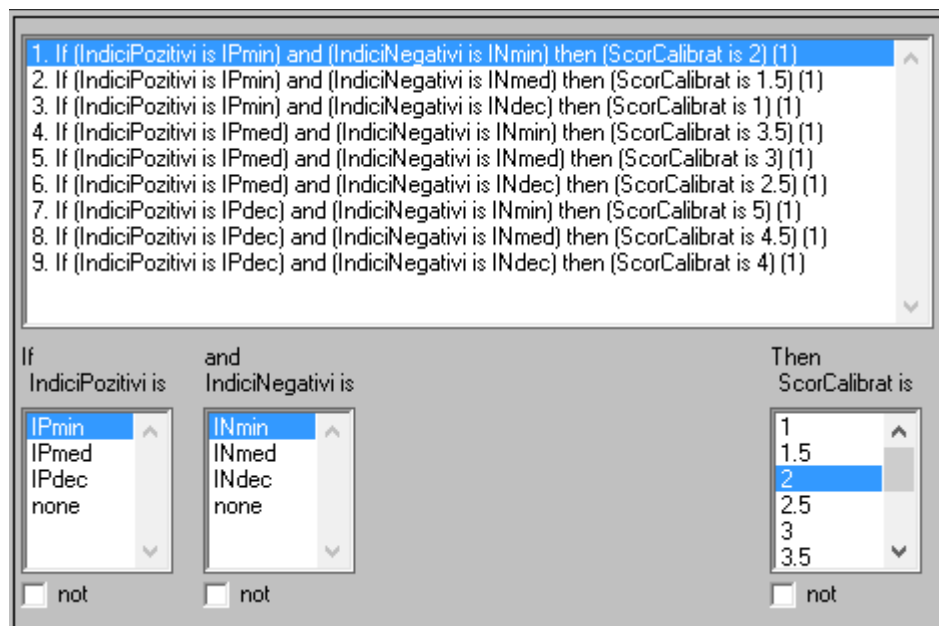 1. If (IndiciPozitivi is IPmin) and (IndiciNegativi is INmin) then (ScorCalibrat is 2) (1)
2. If (IndiciPozitivi is IPmin) and (IndiciNegativi is INmed) then (ScorCalibrat is 1.5) (1)
3. If (IndiciPozitivi is IPmin) and (IndiciNegativi is INdec) then (ScorCalibrat is 1) (1)
4. If (IndiciPozitivi is IPmed) and (IndiciNegativi is INmin) then (ScorCalibrat is 3.5) (1)
5. If (IndiciPozitivi is IPmed) and (IndiciNegativi is INmed) then (ScorCalibrat is 3) (1)
6. If (IndiciPozitivi is IPmed) and (IndiciNegativi is INdec) then (ScorCalibrat is 2.5) (1)
7. If (IndiciPozitivi is IPdec) and (IndiciNegativi is INmin) then (ScorCalibrat is 5) (1)
8. If (IndiciPozitivi is IPdec) and (IndiciNegativi is INmed) then (ScorCalibrat is 4.5) (1)
9. If (IndiciPozitivi is IPdec) and (IndiciNegativi is INdec) then (ScorCalibrat is 4) (1)
If
IndiciPozitivi is
IPmin
IPmed
IPdec
none
not
and
IndiciNegativi is
INmin
INmed
INdec
none
not
Then
ScorCalibrat is
1
1.5
2
2.5
3
3.5
not